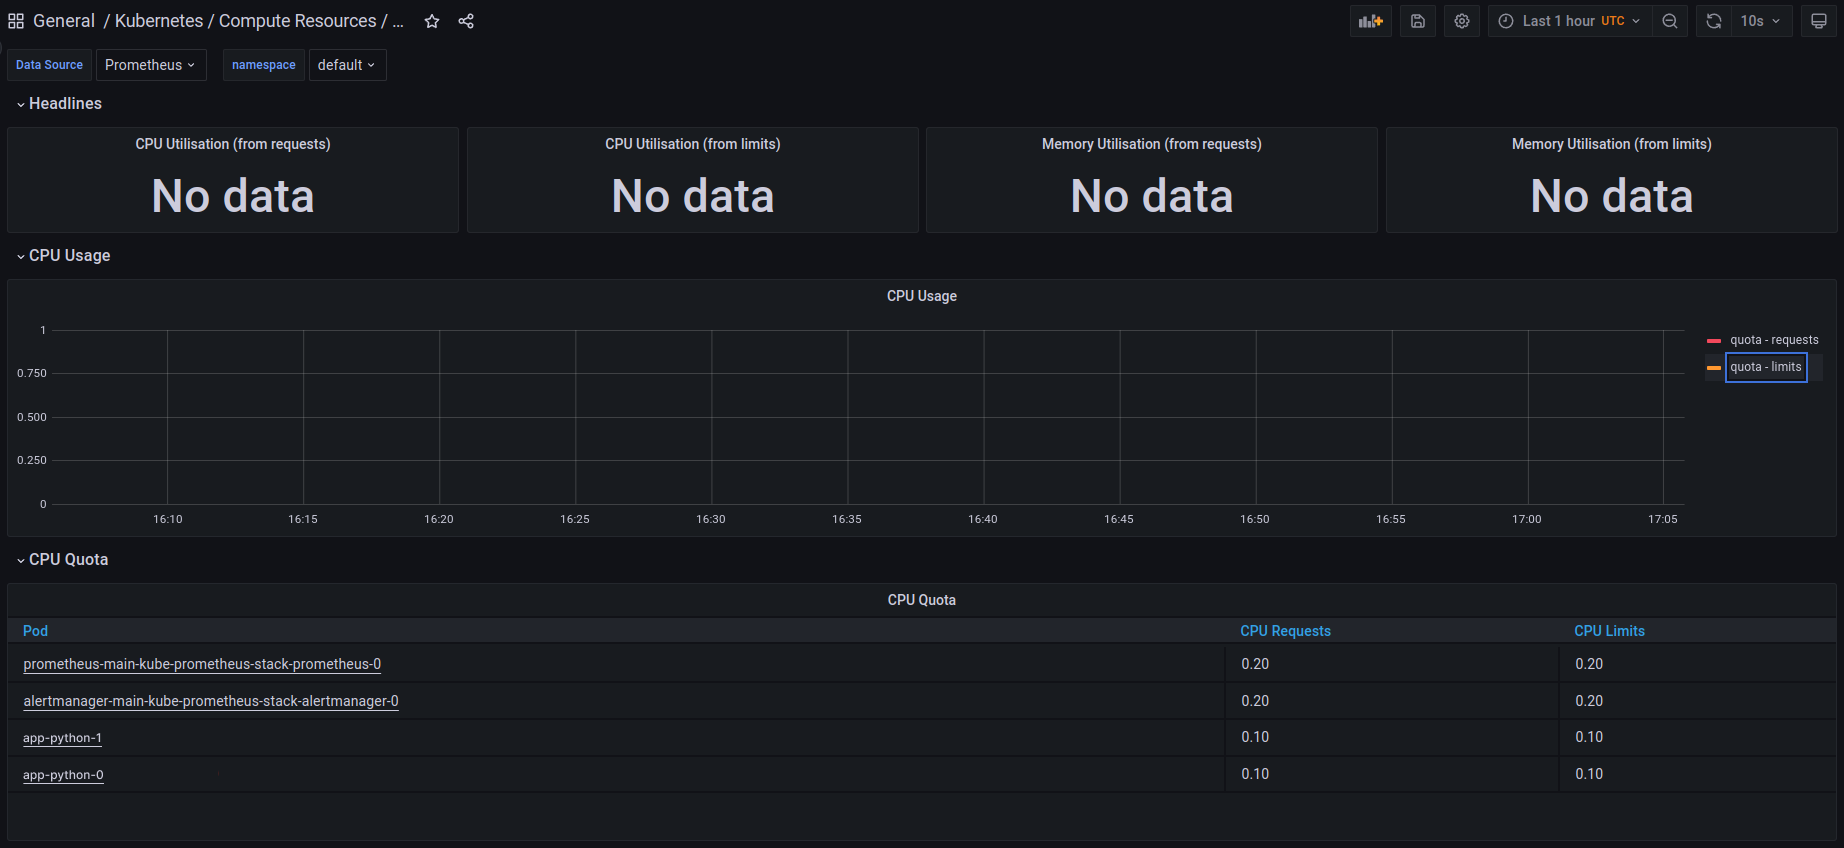 General / Kubernetes / Compute Resources / ...
Last 1 hour UTC
10s
Data Source Prometheus namespace default
Headlines
CPU Utilisation (from requests)
No data
CPU Utilisation (from limits)
No data
Memory Utilisation (from requests)
No data
Memory Utilisation (from limits)
No data
CPU Usage
CPU Usage
1
0.750
0.500
0.250
0
16:10 16:15 16:20 16:25 16:30 16:35 16:40 16:45 16:50 16:55 17:00 17:05
quota - requests
quota - limits
CPU Quota
CPU Quota
Pod CPU Requests CPU Limits
prometheus-main-kube-prometheus-stack-prometheus-0 0.20 0.20
alertmanager-main-kube-prometheus-stack-alertmanager-0 0.20 0.20
app-python-1 0.10 0.10
app-python-0 0.10 0.10